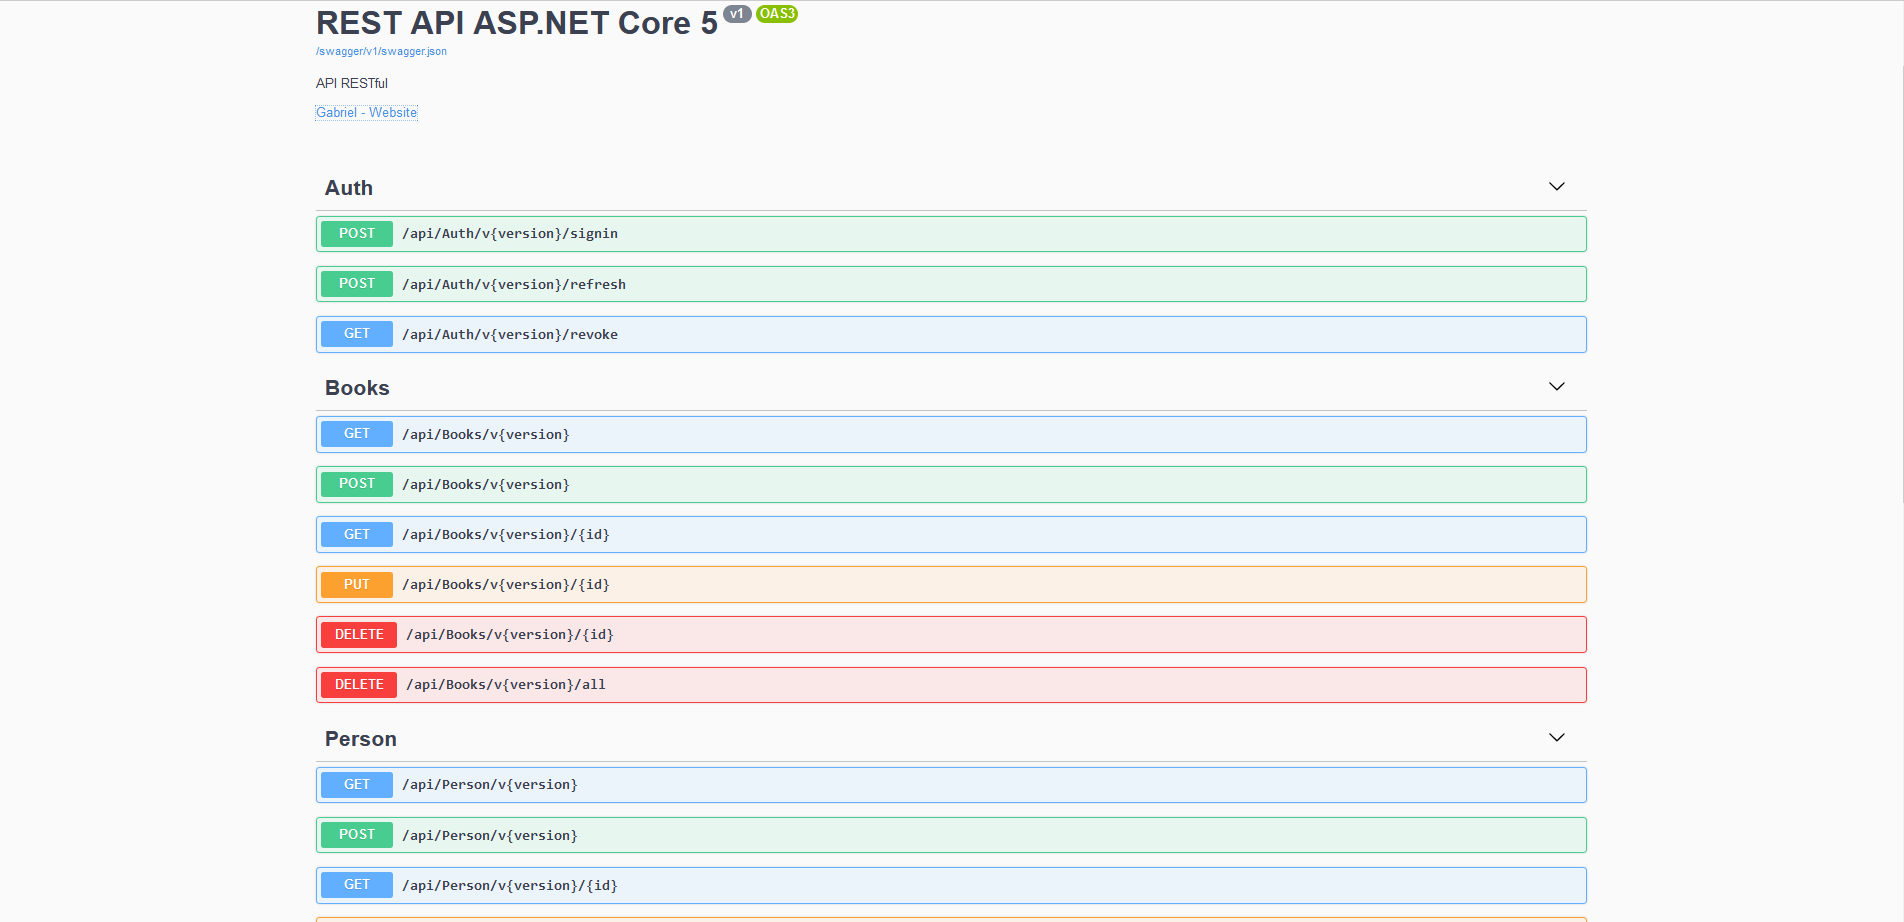 REST API ASP.NET Core 5 v1 OAS3
/swagger/v1/swagger.json
API RESTful
Gabriel - Website
Auth
POST /api/Auth/v{version}/signin
POST /api/Auth/v{version}/refresh
GET /api/Auth/v{version}/revoke
Books
GET /api/Books/v{version}
POST /api/Books/v{version}
GET /api/Books/v{version}/{id}
PUT /api/Books/v{version}/{id}
DELETE /api/Books/v{version}/{id}
DELETE /api/Books/v{version}/all
Person
GET /api/Person/v{version}
POST /api/Person/v{version}
GET /api/Person/v{version}/{id}